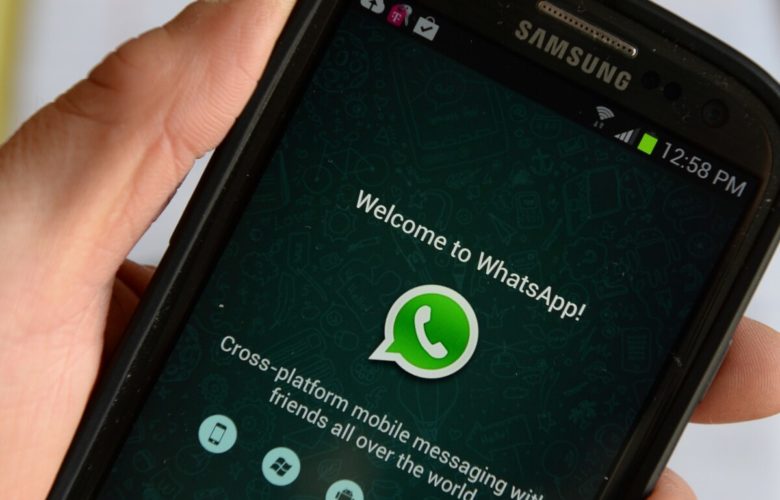 SAMSUNG
12:58 PM
Welcome to WhatsApp!
Cross-platform mobile messaging with
friends all over the world